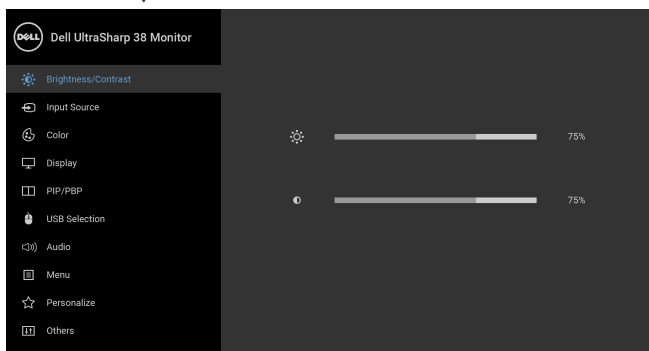 DELL
Dell UltraSharp 38 Monitor
Brightness/Contrast
Input Source
Color
75%
Display
PIP/PBP
75%
USB Selection
Audio
Menu
Personalize
Others